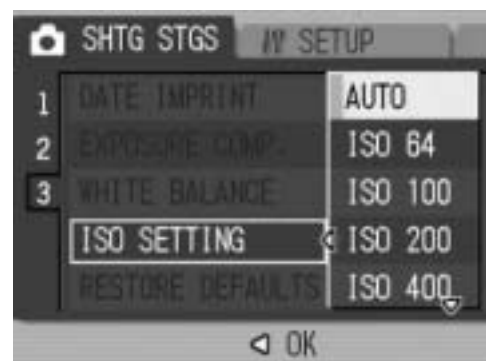 SHTG STGS SETUP
1 DATE IMPRINT AUTO
2 EXPOSURE COMP. ISO 64
3 WHITE BALANCE ISO 100
ISO SETTING ISO 200
RESTORE DEFAULTS ISO 400
OK